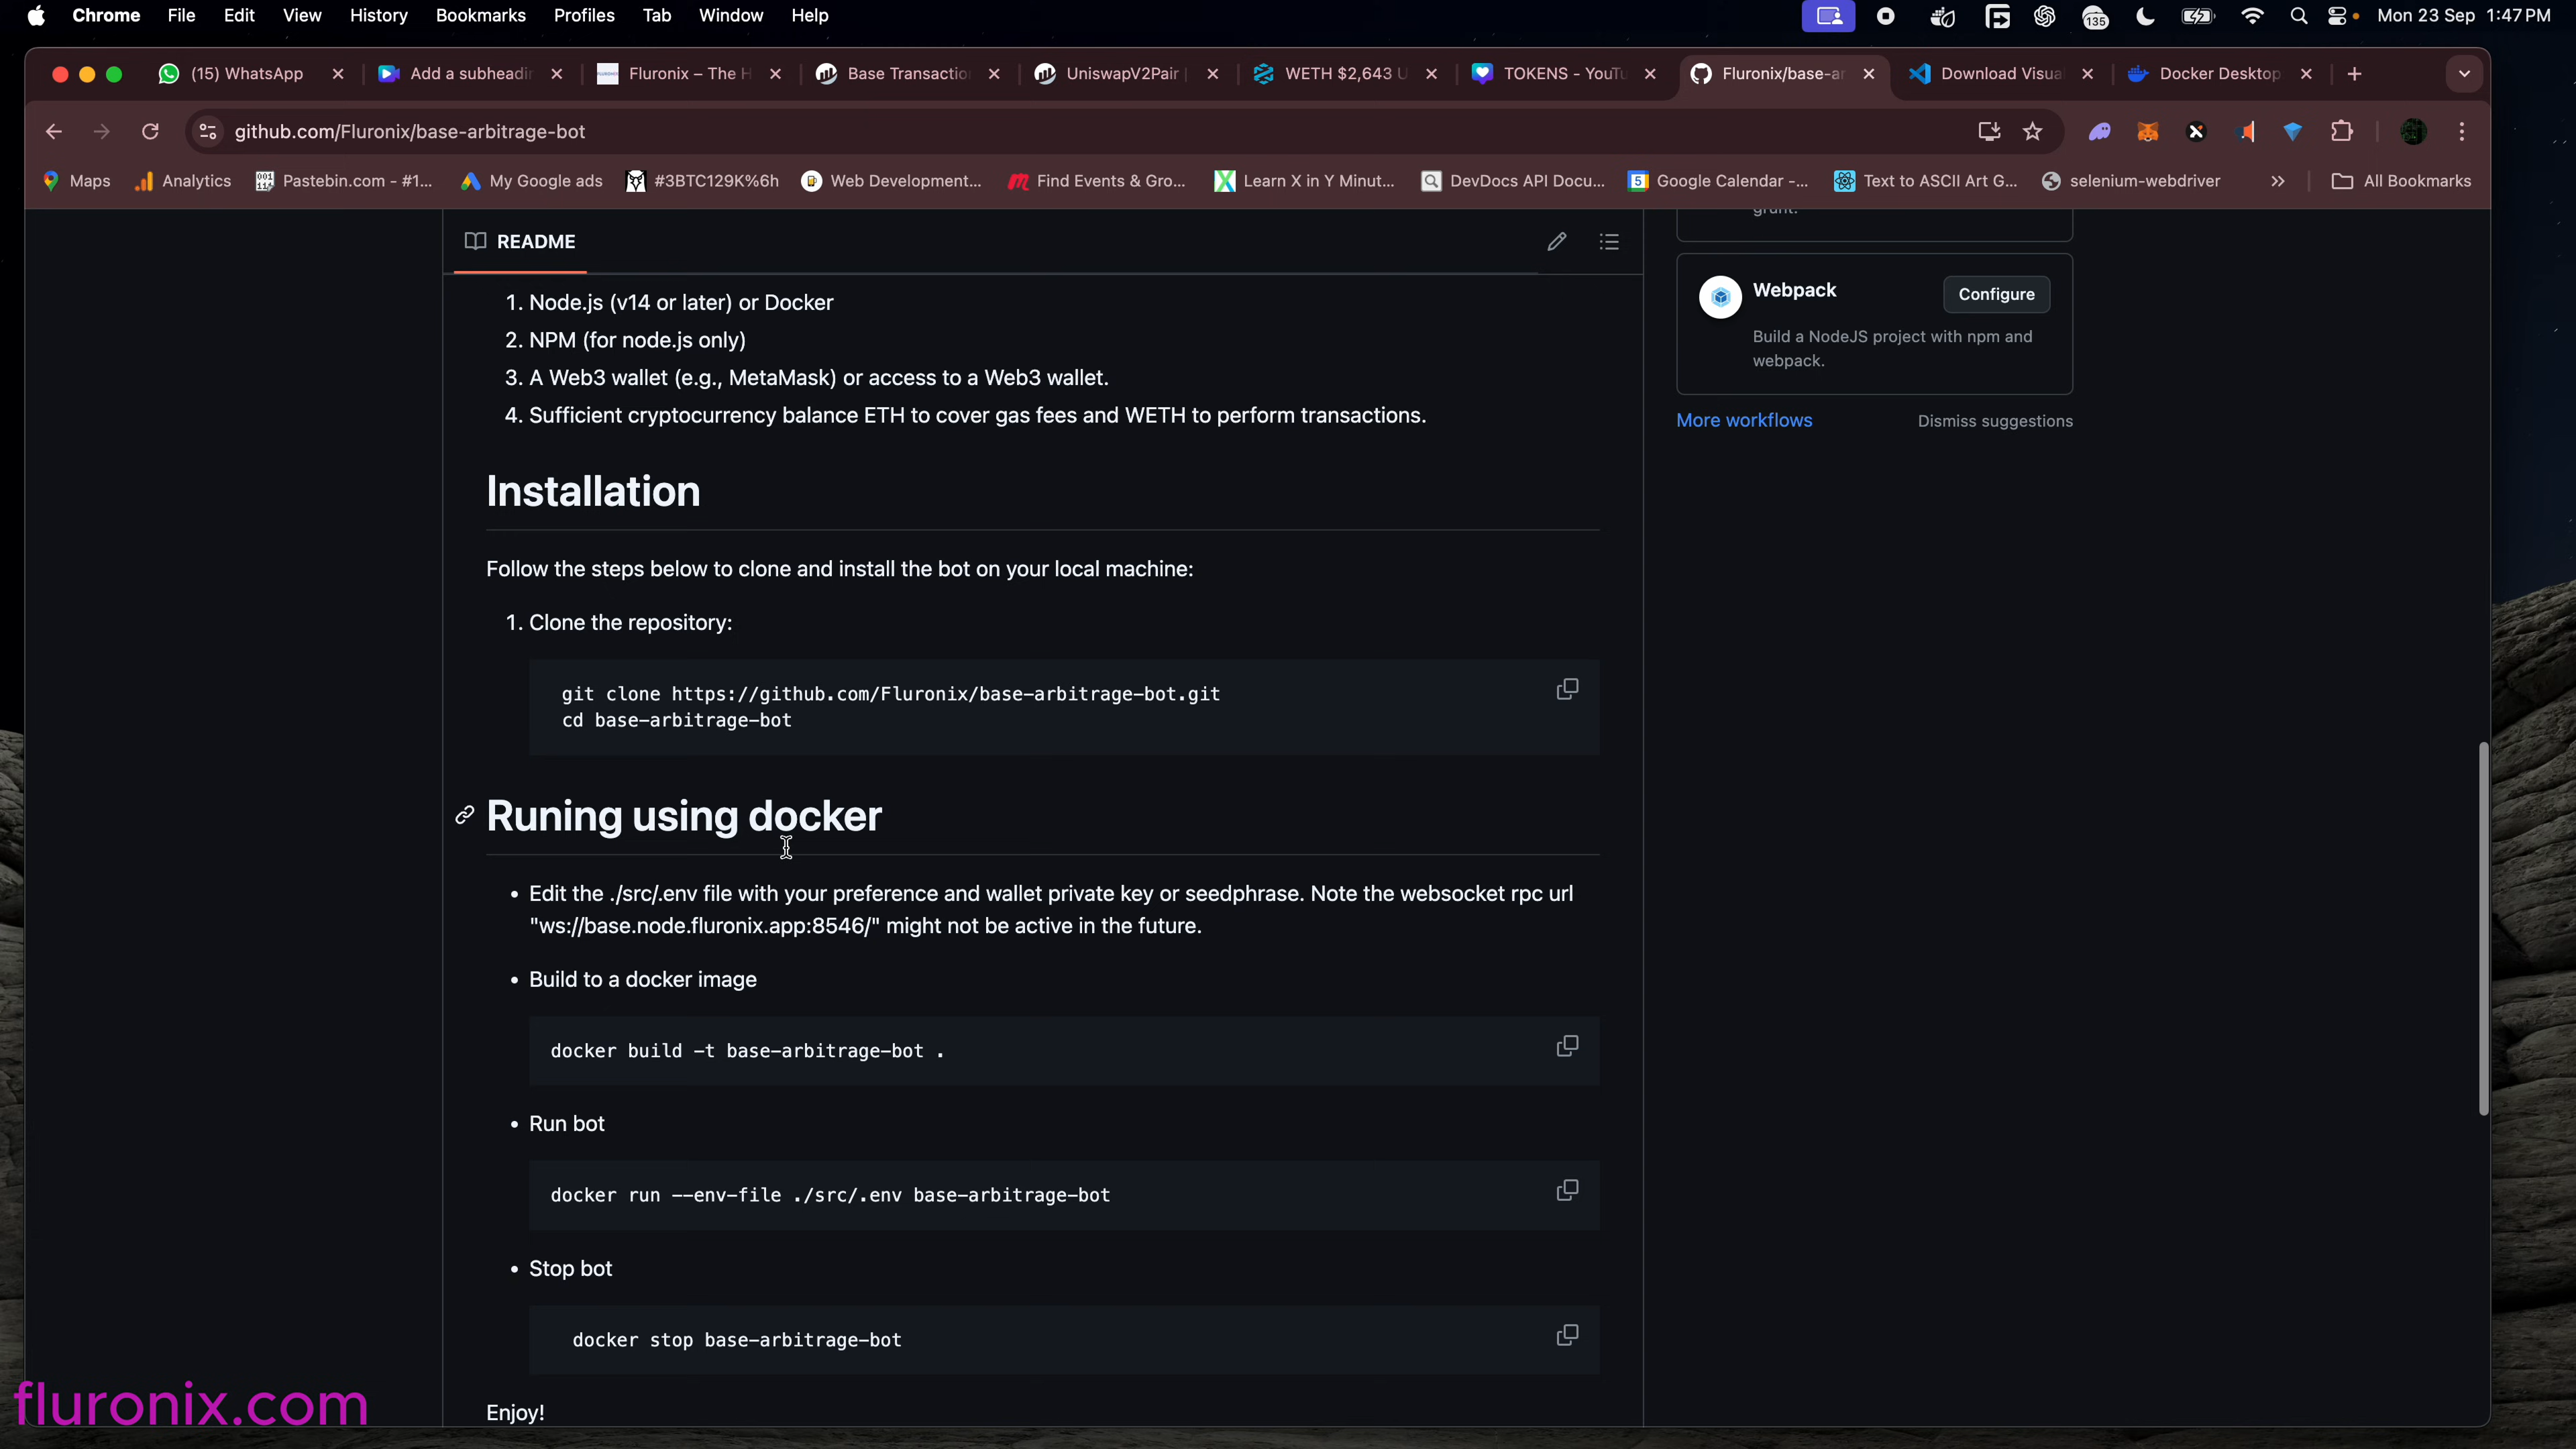 Chrome File Edit View History Bookmarks Profiles Tab Window Help
135
Mon 23 Sep 1:47 PM
(15) WhatsApp
Add a subheadin
Fluronix – The H
Base Transactio
UniswapV2Pair |
WETH $2,643 U
TOKENS - YouTu
Fluronix/base-ar
Download Visua
Docker Desktop
github.com/Fluronix/base-arbitrage-bot
Maps
Analytics
Pastebin.com - #1...
My Google ads
#3BTC129K%6h
Web Development...
Find Events & Gro...
Learn X in Y Minut...
DevDocs API Docu...
Google Calendar -...
Text to ASCII Art G...
selenium-webdriver
All Bookmarks
README
1. Node.js (v14 or later) or Docker
2. NPM (for node.js only)
3. A Web3 wallet (e.g., MetaMask) or access to a Web3 wallet.
4. Sufficient cryptocurrency balance ETH to cover gas fees and WETH to perform transactions.
Installation
Follow the steps below to clone and install the bot on your local machine:
1. Clone the repository:
git clone https://github.com/Fluronix/base-arbitrage-bot.git
cd base-arbitrage-bot
Runing using docker
• Edit the ./src/.env file with your preference and wallet private key or seedphrase. Note the websocket rpc url
"ws://base.node.fluronix.app:8546/" might not be active in the future.
• Build to a docker image
docker build -t base-arbitrage-bot .
• Run bot
docker run --env-file ./src/.env base-arbitrage-bot
• Stop bot
docker stop base-arbitrage-bot
Enjoy!
grunt.
Webpack
Configure
Build a NodeJS project with npm and
webpack.
More workflows
Dismiss suggestions
fluronix.com